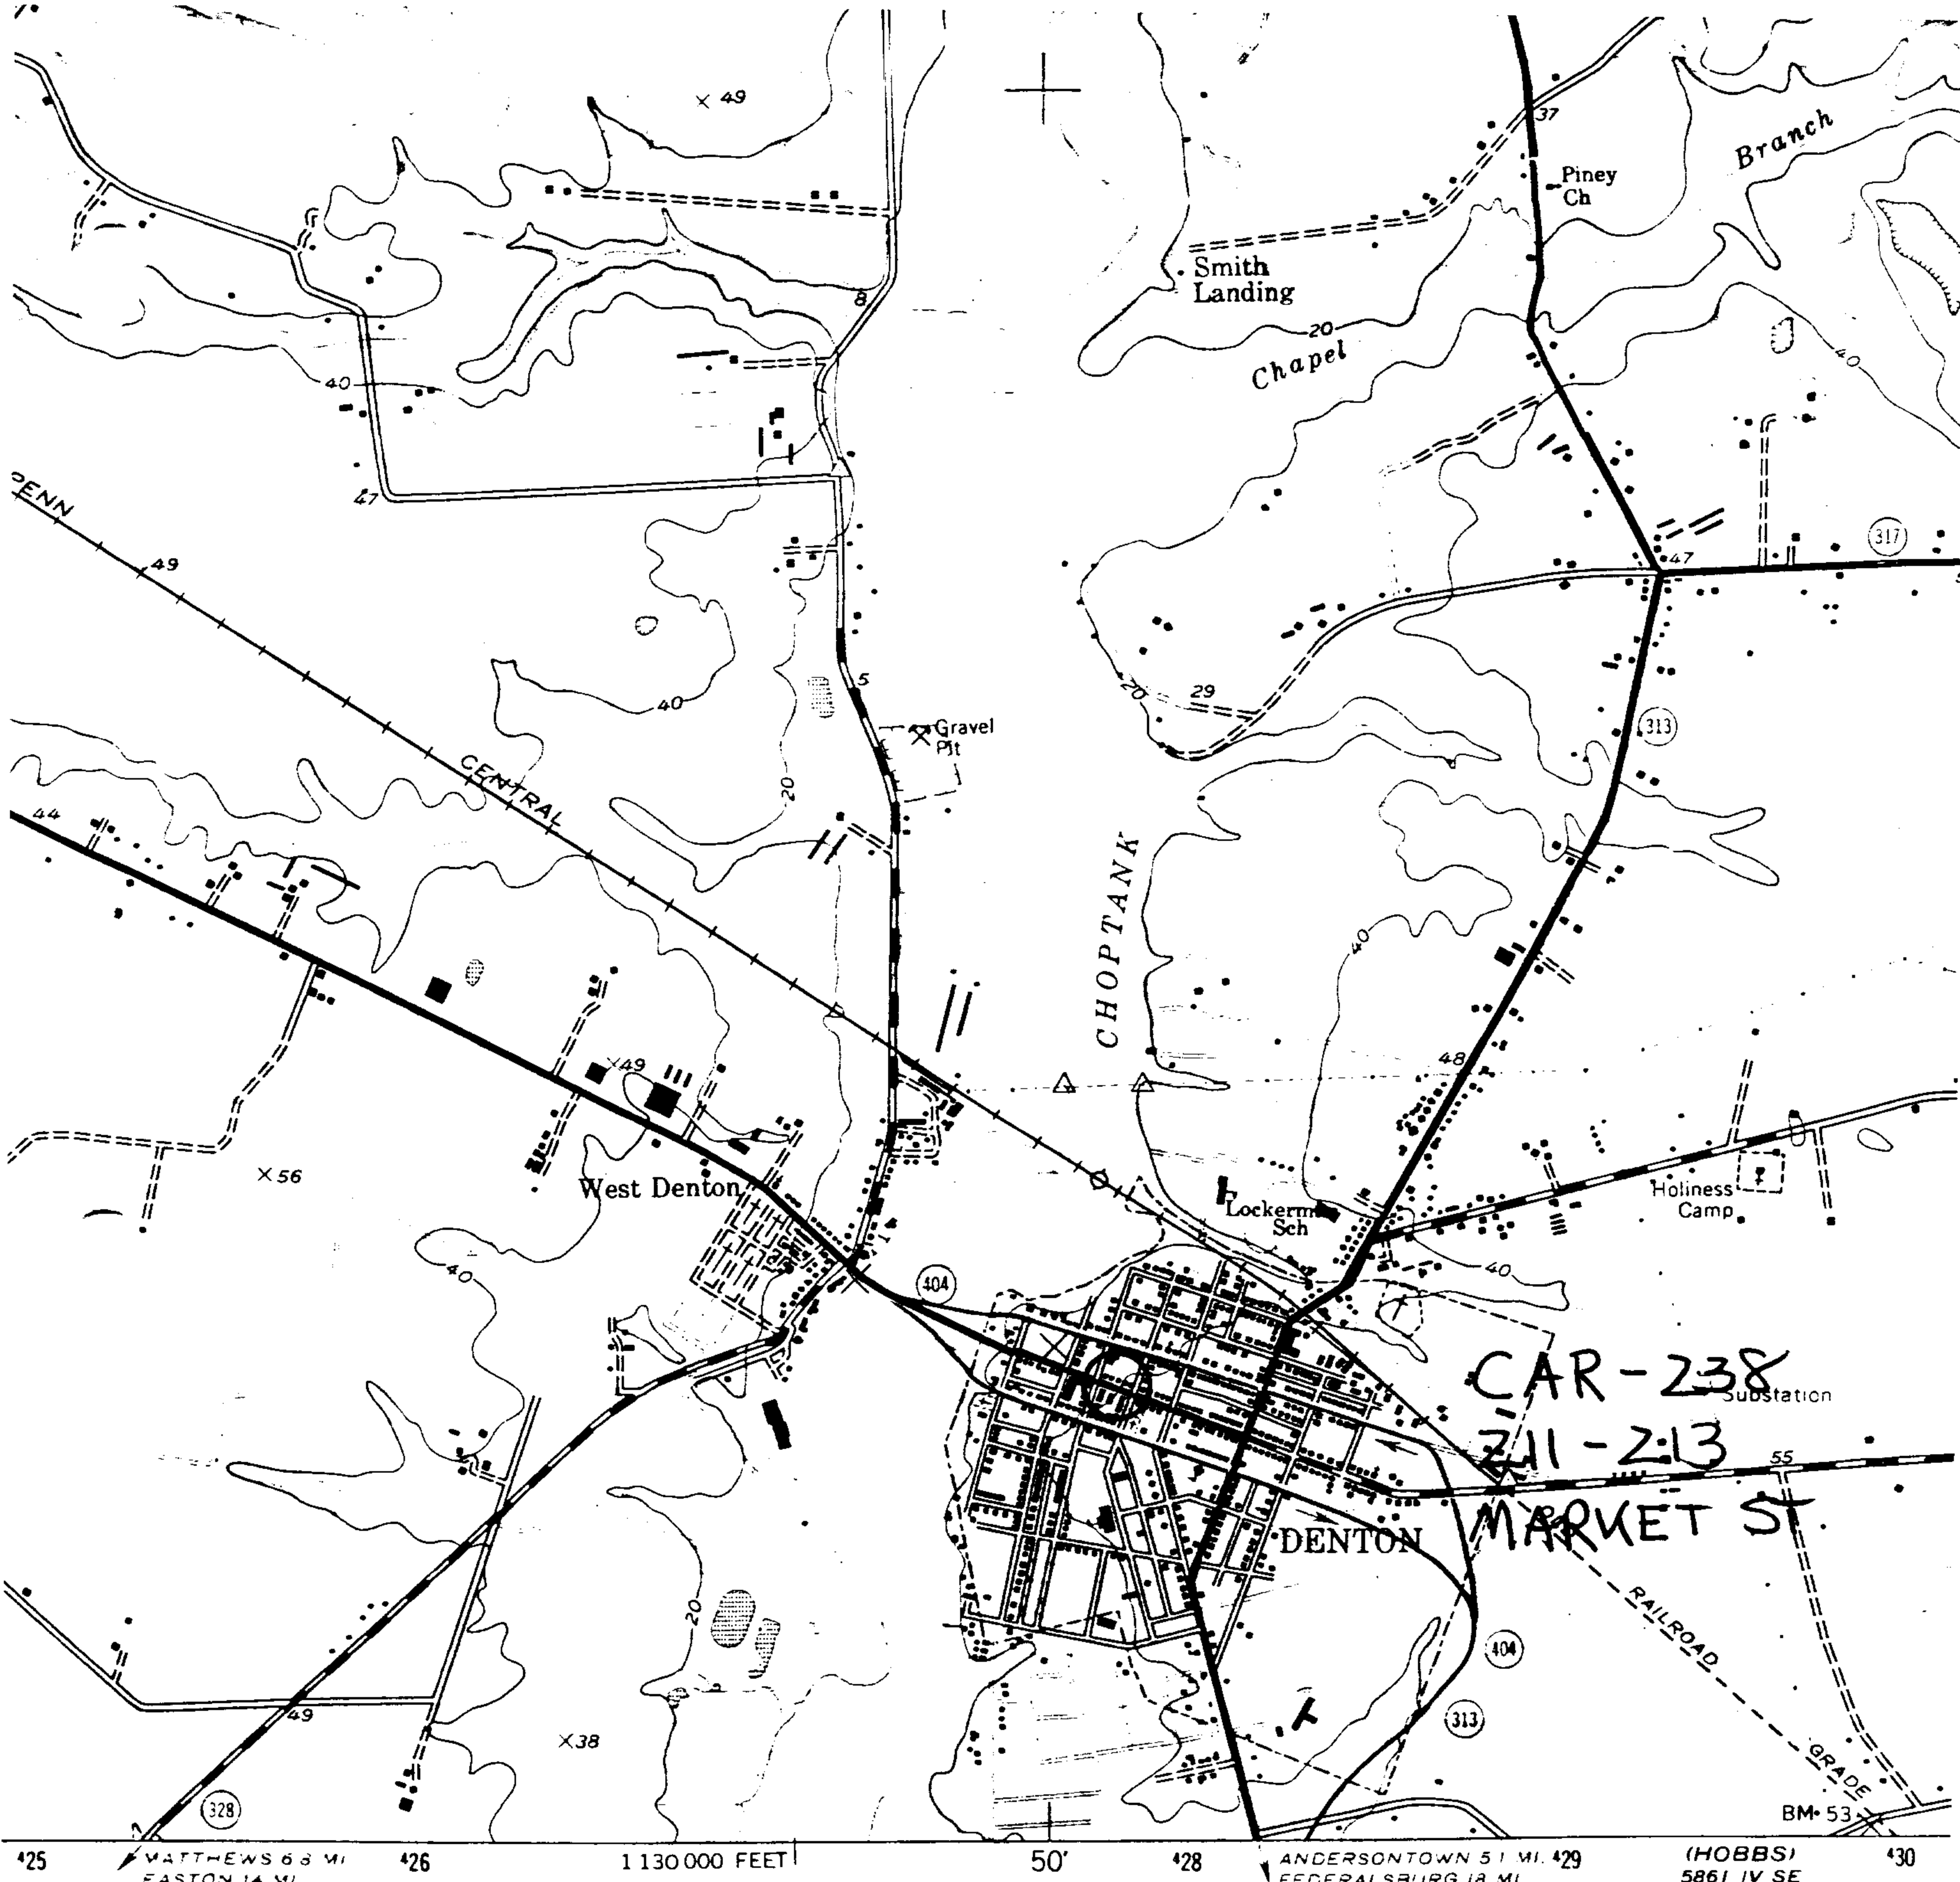 49
37
Branch
Piney
Ch
Smith
Landing
8
20
Chapel
40
40
47
PENN
49
317
47
40
5
20
29
313
Gravel
Pit
CENTRAL
20
44
CHOPTANK
40
48
49
56
West Denton
Holiness
Camp
Sch
40
40
404
CAR-238
Substation
211-213
55
MARKET ST.
DENTON
RAILROAD
20
404
49
38
313
GRADE
328
BM 53
425
MATTHEWS 6.8 MI.
EASTON 14 MI.
426
1 130 000 FEET
50'
428
ANDERSONTOWN 5.1 MI.
FEDERALSBURG 18 MI.
429
(HOBBS)
5861 IV SE
430